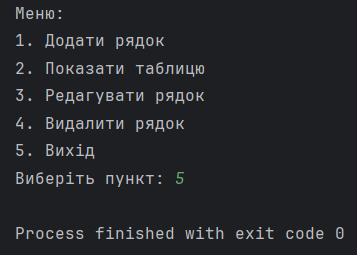 Меню:
1. Додати рядок
2. Показати таблицю
3. Редагувати рядок
4. Видалити рядок
5. Вихід
Виберіть пункт: 5
Process finished with exit code 0